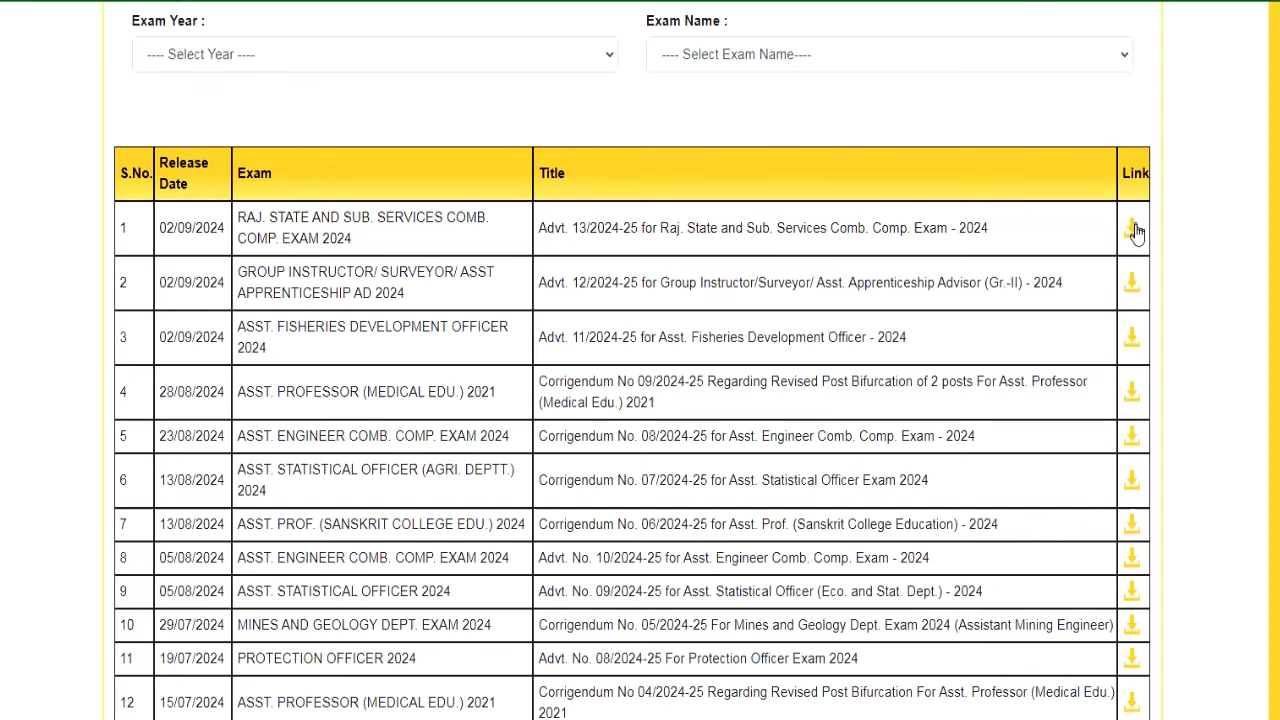 Exam Year :
Exam Name :
---- Select Year ----
---- Select Exam Name----
S.No.
Release
Date
Exam
Title
Link
1
02/09/2024
RAJ. STATE AND SUB. SERVICES COMB.
COMP. EXAM 2024
Advt. 13/2024-25 for Raj. State and Sub. Services Comb. Comp. Exam - 2024
2
02/09/2024
GROUP INSTRUCTOR/ SURVEYOR/ ASST
APPRENTICESHIP AD 2024
Advt. 12/2024-25 for Group Instructor/Surveyor/ Asst. Apprenticeship Advisor (Gr.-II) - 2024
3
02/09/2024
ASST. FISHERIES DEVELOPMENT OFFICER
2024
Advt. 11/2024-25 for Asst. Fisheries Development Officer - 2024
4
28/08/2024
ASST. PROFESSOR (MEDICAL EDU.) 2021
Corrigendum No 09/2024-25 Regarding Revised Post Bifurcation of 2 posts For Asst. Professor
(Medical Edu.) 2021
5
23/08/2024
ASST. ENGINEER COMB. COMP. EXAM 2024
Corrigendum No. 08/2024-25 for Asst. Engineer Comb. Comp. Exam - 2024
6
13/08/2024
ASST. STATISTICAL OFFICER (AGRI. DEPTT.)
2024
Corrigendum No. 07/2024-25 for Asst. Statistical Officer Exam 2024
7
13/08/2024
ASST. PROF. (SANSKRIT COLLEGE EDU.) 2024
Corrigendum No. 06/2024-25 for Asst. Prof. (Sanskrit College Education) - 2024
8
05/08/2024
ASST. ENGINEER COMB. COMP. EXAM 2024
Advt. No. 10/2024-25 for Asst. Engineer Comb. Comp. Exam - 2024
9
05/08/2024
ASST. STATISTICAL OFFICER 2024
Advt. No. 09/2024-25 for Asst. Statistical Officer (Eco. and Stat. Dept.) - 2024
10
29/07/2024
MINES AND GEOLOGY DEPT. EXAM 2024
Corrigendum No. 05/2024-25 For Mines and Geology Dept. Exam 2024 (Assistant Mining Engineer)
11
19/07/2024
PROTECTION OFFICER 2024
Advt. No. 08/2024-25 For Protection Officer Exam 2024
12
15/07/2024
ASST. PROFESSOR (MEDICAL EDU.) 2021
Corrigendum No 04/2024-25 Regarding Revised Post Bifurcation For Asst. Professor (Medical Edu.)
2021